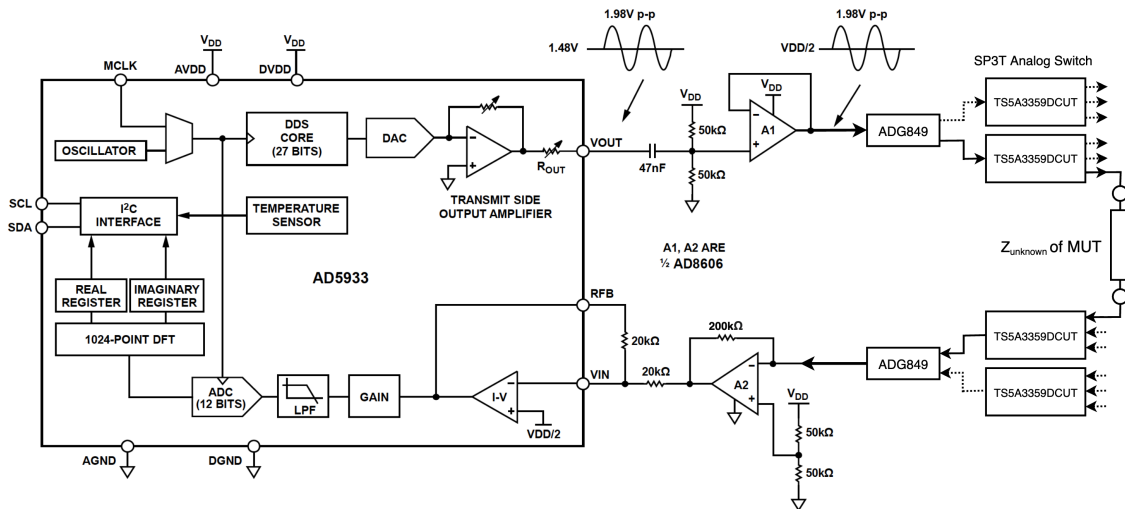 1.98V p-p
1.98V p-p
1.48V
VDD/2
SP3T Analog Switch
VDD
VDD
MCLK
AVDD
DVDD
VDD
VDD
TS5A3359DCUT
OSCILLATOR
DDS
CORE
(27 BITS)
DAC
ROUT
VOUT
50kΩ
A1
ADG849
47nF
50kΩ
TS5A3359DCUT
TRANSMIT SIDE
OUTPUT AMPLIFIER
SCL
SDA
I2C
INTERFACE
TEMPERATURE
SENSOR
A1, A2 ARE
½ AD8606
Zunknown of MUT
AD5933
REAL
REGISTER
IMAGINARY
REGISTER
RFB
1024-POINT DFT
20kΩ
200kΩ
TS5A3359DCUT
ADG849
VIN
20kΩ
A2
TS5A3359DCUT
ADC
(12 BITS)
LPF
GAIN
I-V
VDD/2
VDD
50kΩ
50kΩ
AGND
DGND